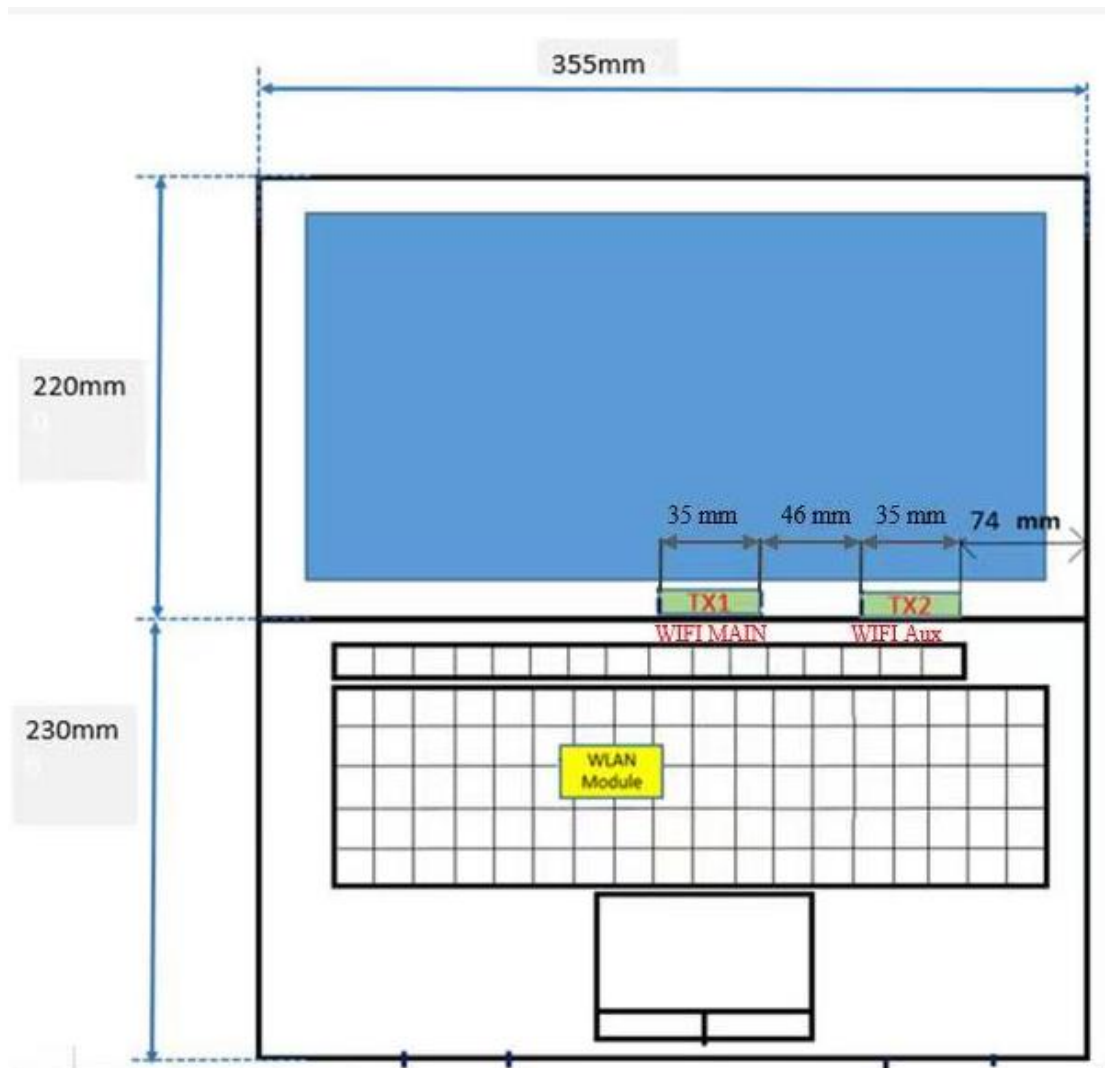 355mm
220mm
35 mm
46 mm
35 mm
74 mm
TX1
TX2
WIFI MAIN
WIFI Aux
230mm
WLAN
Module